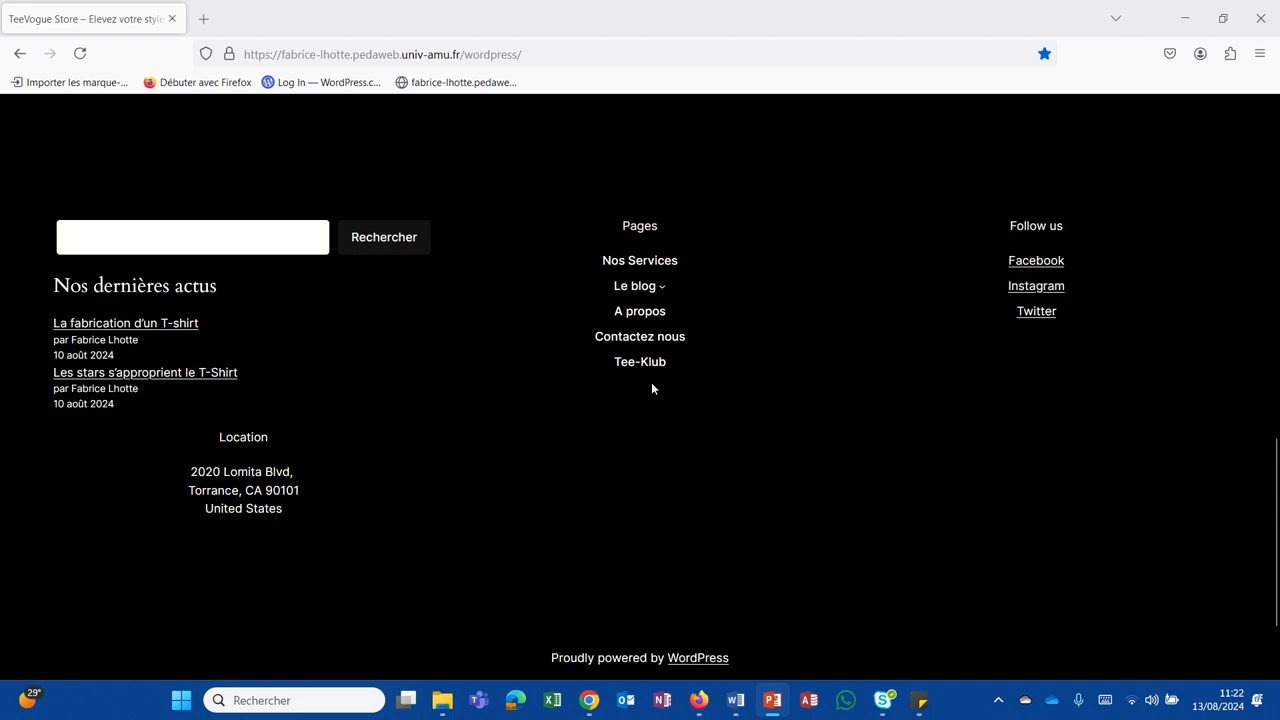 TeeVogue Store – Elevez votre style
https://fabrice-lhotte.pedaweb.univ-amu.fr/wordpress/
Importer les marque-...
Débuter avec Firefox
Log In — WordPress.c...
fabrice-lhotte.pedawe...
Rechercher
Nos dernières actus
La fabrication d'un T-shirt
par Fabrice Lhotte
10 août 2024
Les stars s'approprient le T-Shirt
par Fabrice Lhotte
10 août 2024
Location
2020 Lomita Blvd,
Torrance, CA 90101
United States
Pages
Nos Services
Le blog
A propos
Contactez nous
Tee-Klub
Follow us
Facebook
Instagram
Twitter
Proudly powered by WordPress
29°
Rechercher
11:22
13/08/2024